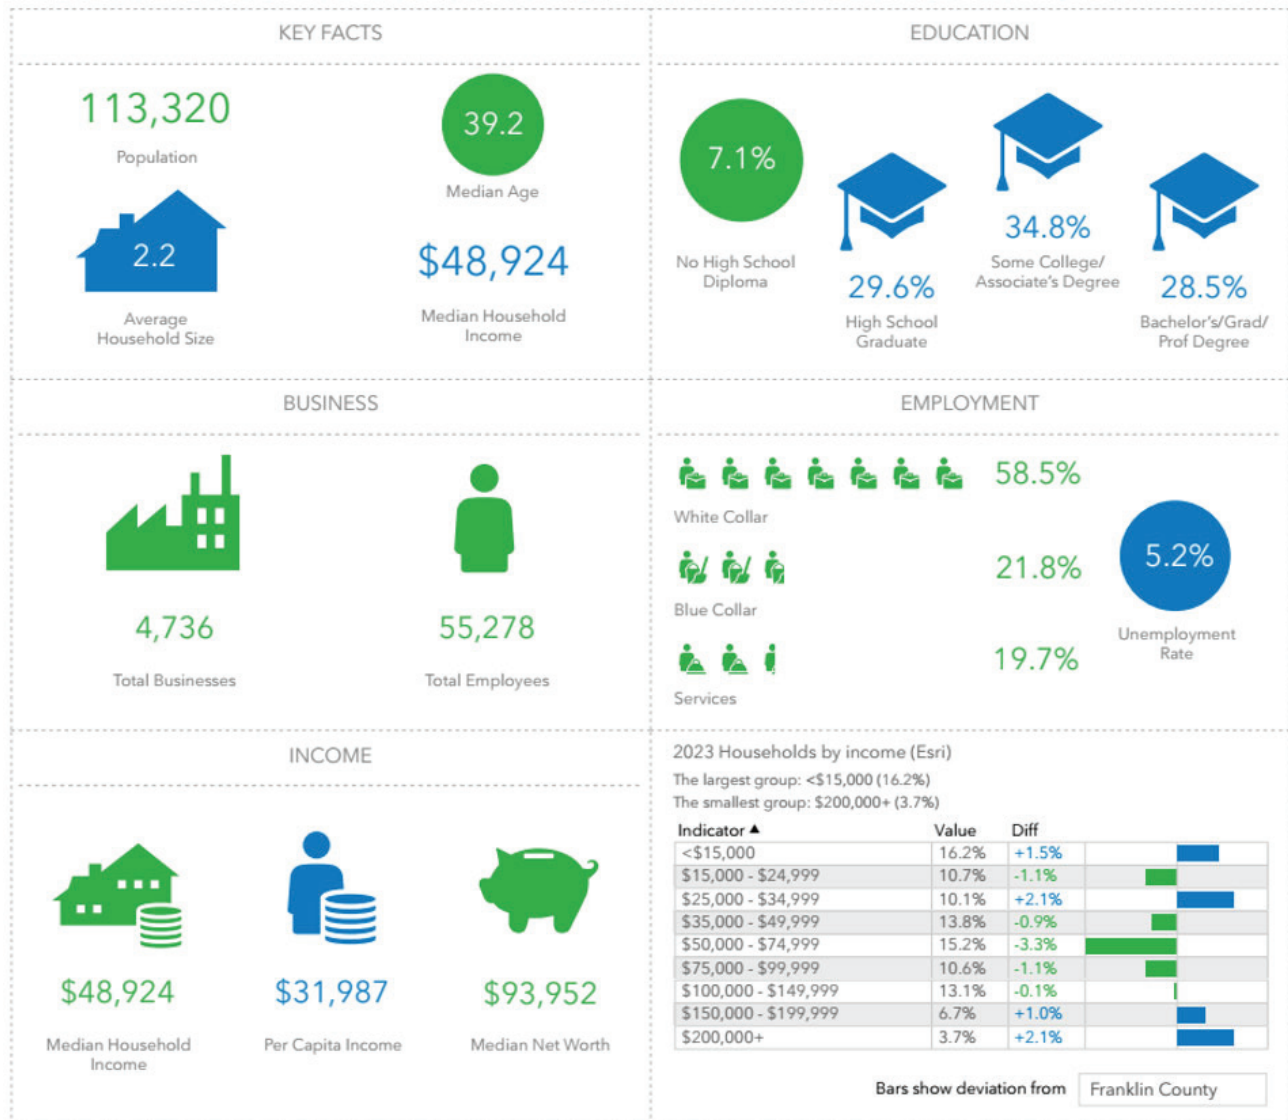 KEY FACTS
113,320
Population
39.2
Median Age
2.2
Average
Household Size
$48,924
Median Household
Income
EDUCATION
7.1%
No High School
Diploma
29.6%
High School
Graduate
34.8%
Some College/
Associate's Degree
28.5%
Bachelor's/Grad/
Prof Degree
BUSINESS
4,736
Total Businesses
55,278
Total Employees
EMPLOYMENT
58.5%
White Collar
21.8%
Blue Collar
19.7%
Services
5.2%
Unemployment
Rate
INCOME
$48,924
Median Household
Income
$31,987
Per Capita Income
$93,952
Median Net Worth
2023 Households by income (Esri)
The largest group: <$15,000 (16.2%)
The smallest group: $200,000+ (3.7%)
Indicator ▲ Value Diff
<$15,000 16.2% +1.5%
$15,000 - $24,999 10.7% -1.1%
$25,000 - $34,999 10.1% +2.1%
$35,000 - $49,999 13.8% -0.9%
$50,000 - $74,999 15.2% -3.3%
$75,000 - $99,999 10.6% -1.1%
$100,000 - $149,999 13.1% -0.1%
$150,000 - $199,999 6.7% +1.0%
$200,000+ 3.7% +2.1%
Bars show deviation from Franklin County